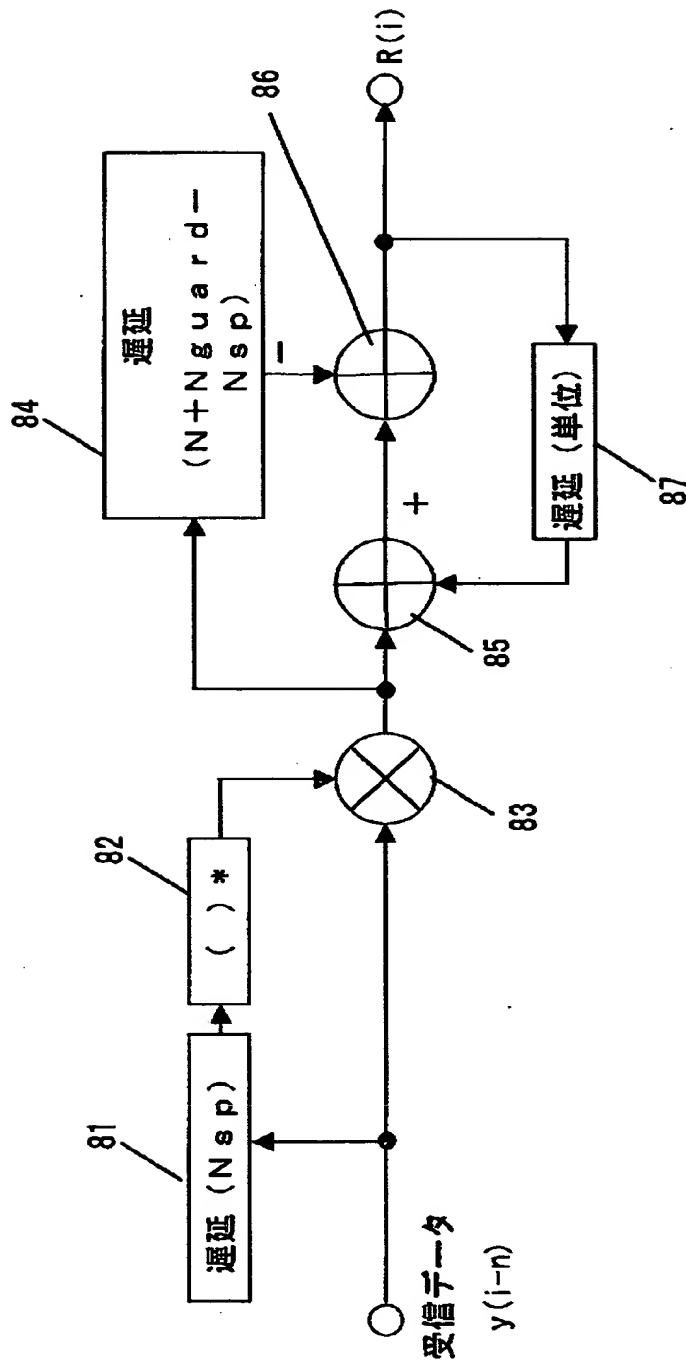 受信データ
y(i-n)
81
遅延(Nsp)
82
( )*
83
84
遅延
(N+Nguard-
Nsp)
-
85
+
86
遅延(単位)
87
R(i)